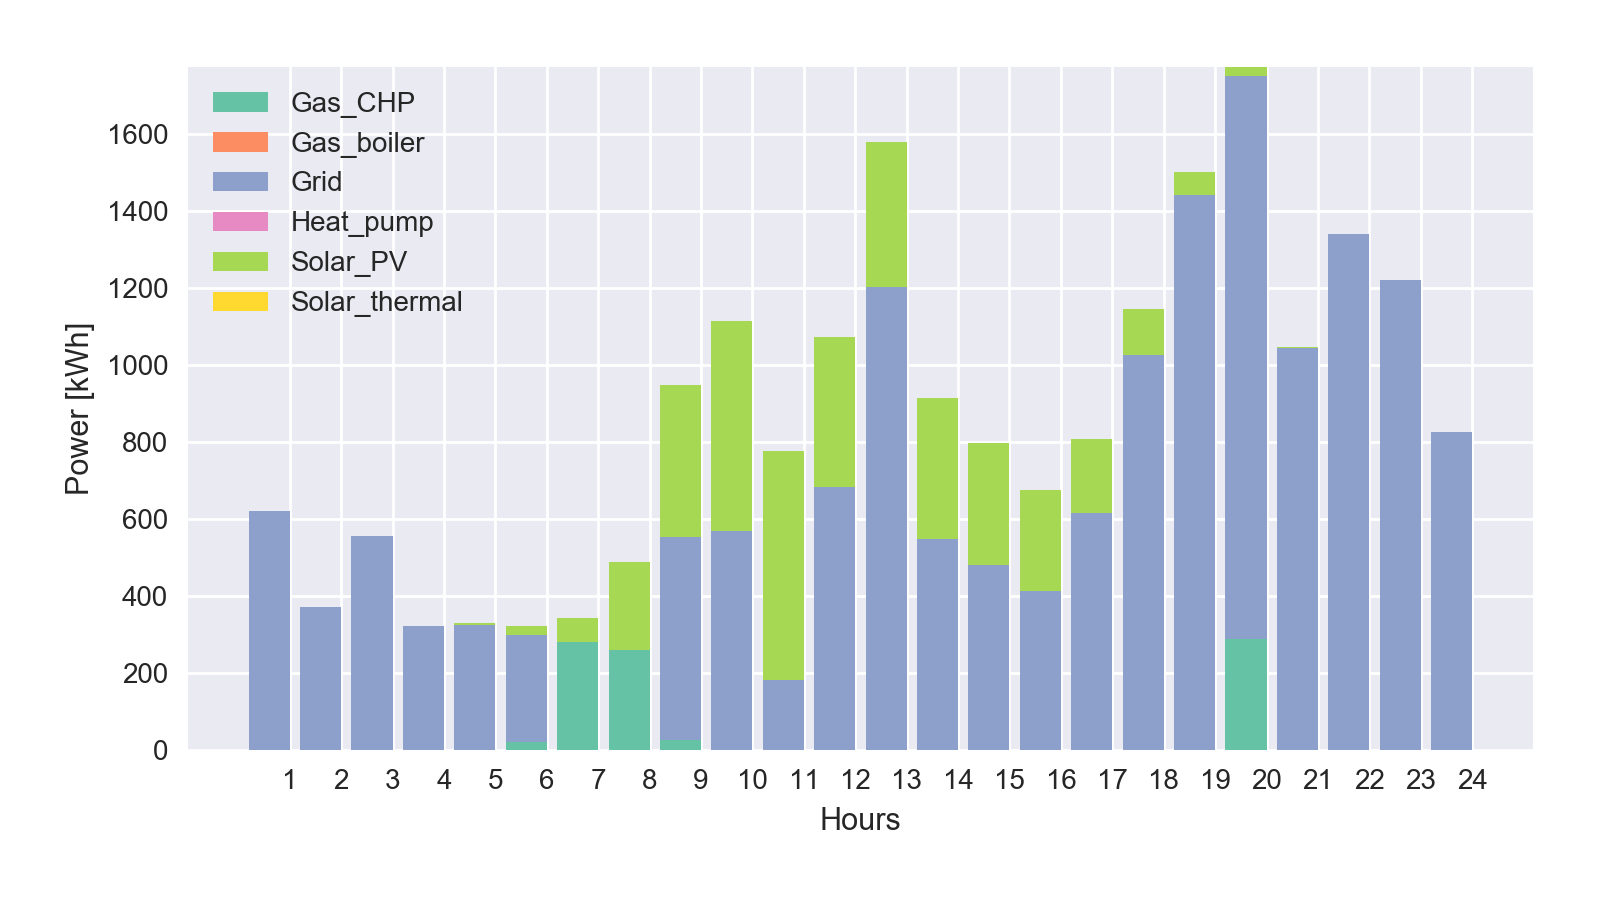 Gas_CHP
Gas_boiler
Grid
Heat_pump
Solar_PV
Solar_thermal
1600
1400
1200
1000
800
600
400
200
0
Power [kWh]
1 2 3 4 5 6 7 8 9 10 11 12 13 14 15 16 17 18 19 20 21 22 23 24
Hours